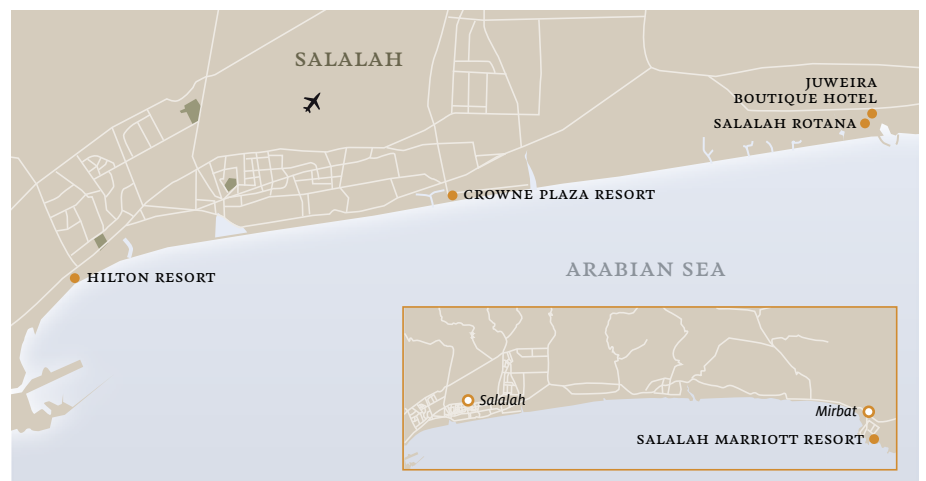 SALALAH
JUWEIRA
BOUTIQUE HOTEL
SALALAH ROTANA
CROWNE PLAZA RESORT
ARABIAN SEA
HILTON RESORT
Salalah
Mirbat
SALALAH MARRIOTT RESORT